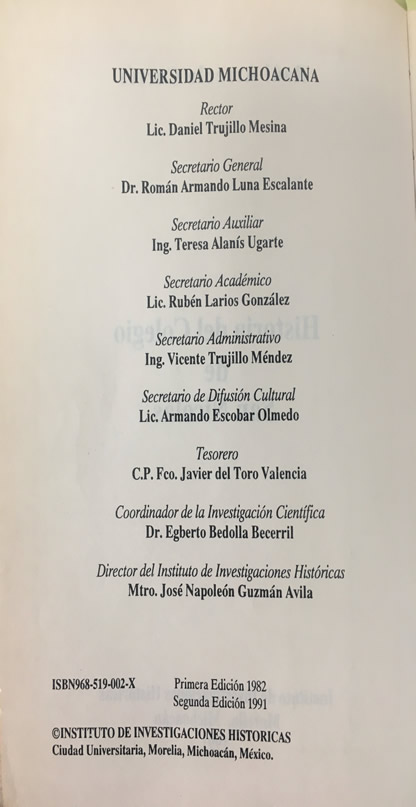 UNIVERSIDAD MICHOACANA
Rector
Lic. Daniel Trujillo Mesina
Secretario General
Dr. Román Armando Luna Escalante
Secretario Auxiliar
Ing. Teresa Alanís Ugarte
Secretario Académico
Lic. Rubén Larios González
Secretario Administrativo
Ing. Vicente Trujillo Méndez
Secretario de Difusión Cultural
Lic. Armando Escobar Olmedo
Tesorero
C.P. Fco. Javier del Toro Valencia
Coordinador de la Investigación Científica
Dr. Egberto Bedolla Becerril
Director del Instituto de Investigaciones Históricas
Mtro. José Napoleón Guzmán Avila
ISBN968-519-002-X Primera Edición 1982
Segunda Edición 1991
©INSTITUTO DE INVESTIGACIONES HISTORICAS
Ciudad Universitaria, Morelia, Michoacán, México.